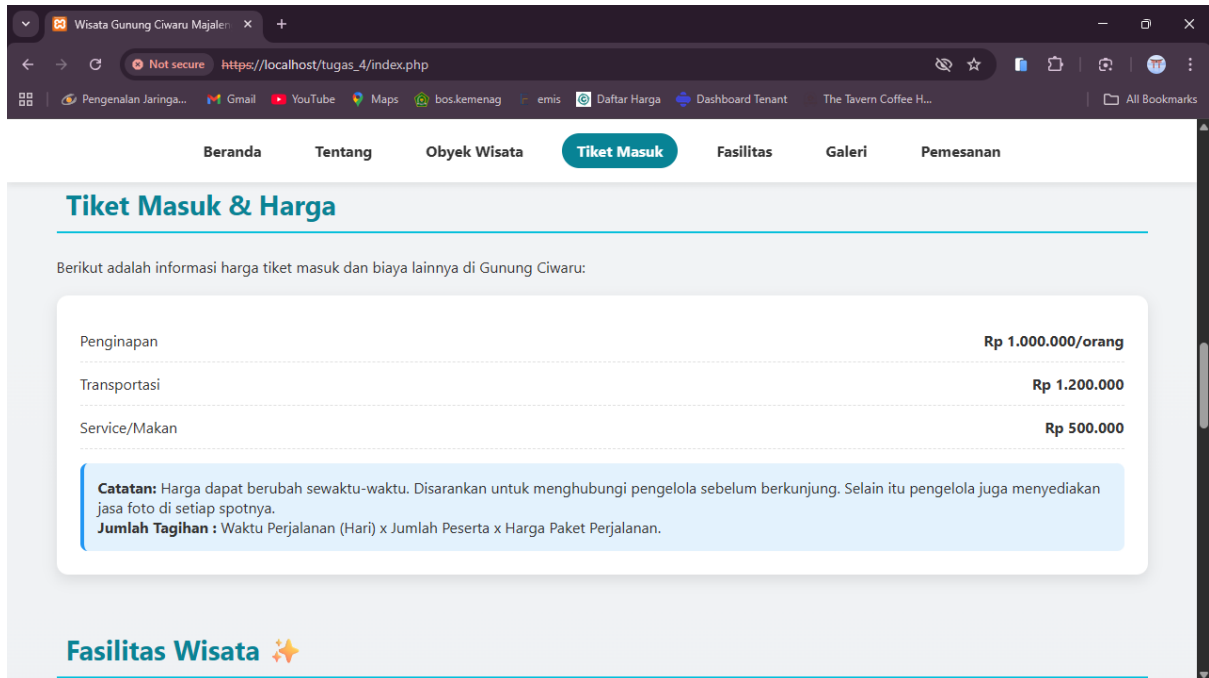 Wisata Gunung Ciwaru Majalen
Not secure https://localhost/tugas_4/index.php
Pengenalan Jaringa... Gmail YouTube Maps bos.kemenag emis Daftar Harga Dashboard Tenant The Tavern Coffee H... All Bookmarks
Beranda Tentang Obyek Wisata Tiket Masuk Fasilitas Galeri Pemesanan
Tiket Masuk & Harga
Berikut adalah informasi harga tiket masuk dan biaya lainnya di Gunung Ciwaru:
Penginapan Rp 1.000.000/orang
Transportasi Rp 1.200.000
Service/Makan Rp 500.000
Catatan: Harga dapat berubah sewaktu-waktu. Disarankan untuk menghubungi pengelola sebelum berkunjung. Selain itu pengelola juga menyediakan
jasa foto di setiap spotnya.
Jumlah Tagihan : Waktu Perjalanan (Hari) x Jumlah Peserta x Harga Paket Perjalanan.
Fasilitas Wisata ✨